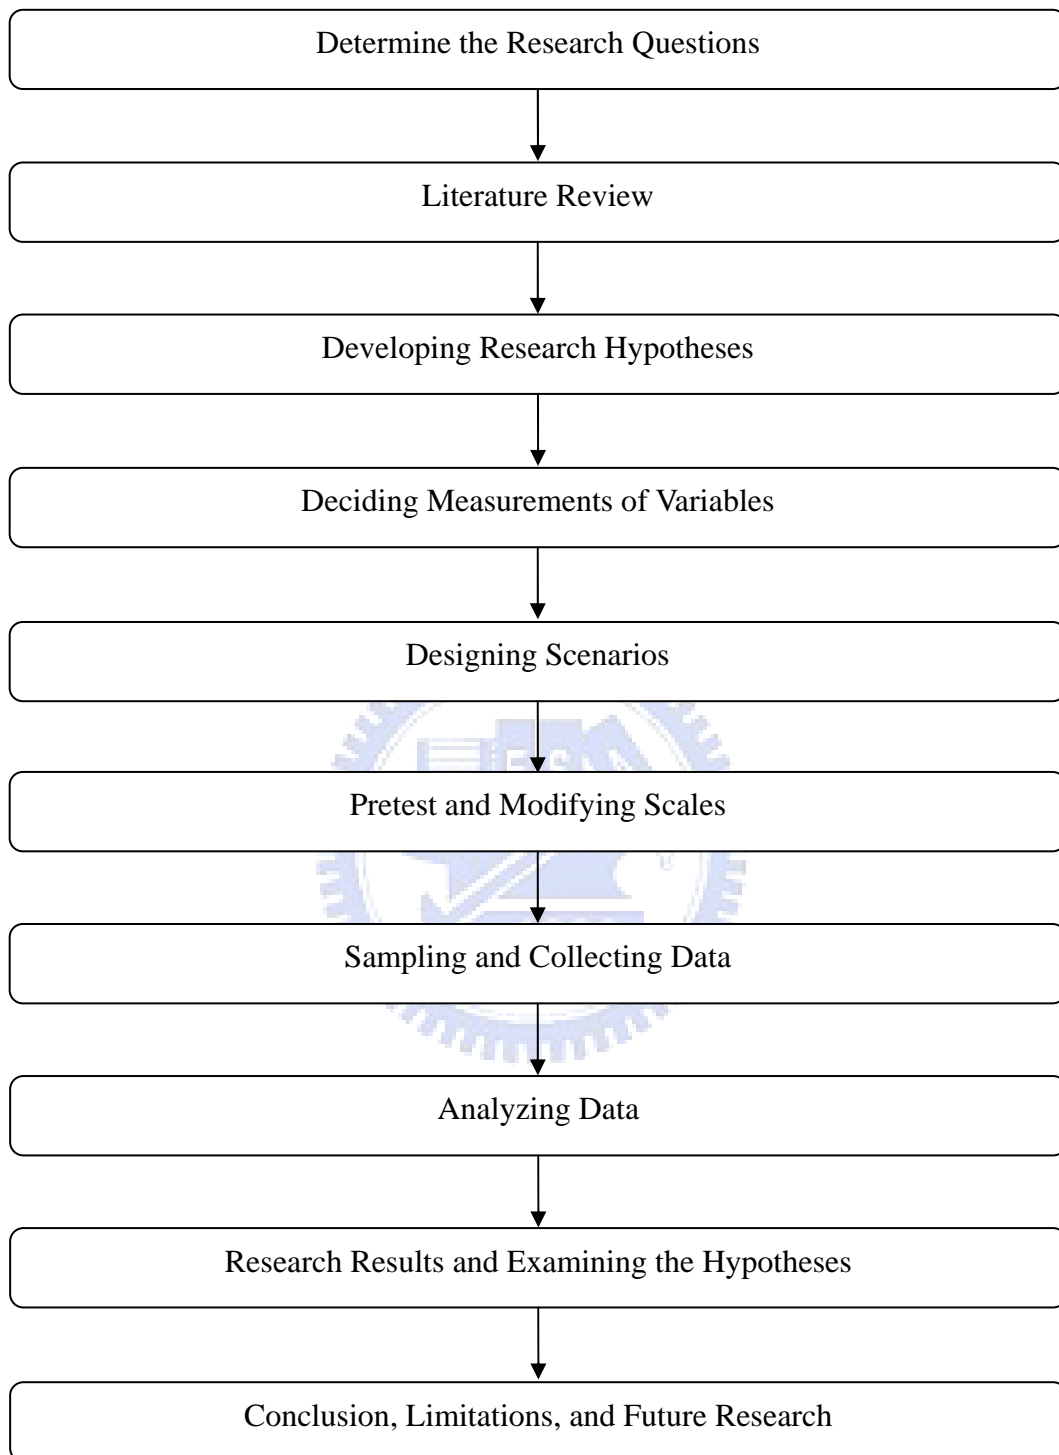 Determine the Research Questions
Literature Review
Developing Research Hypotheses
Deciding Measurements of Variables
Designing Scenarios
Pretest and Modifying Scales
Sampling and Collecting Data
Analyzing Data
Research Results and Examining the Hypotheses
Conclusion, Limitations, and Future Research